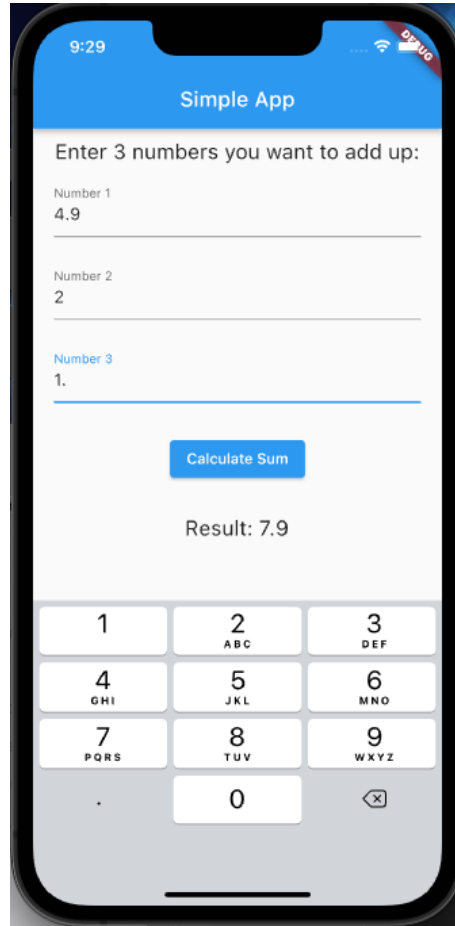 9:29
DEBUG
Simple App
Enter 3 numbers you want to add up:
Number 1
4.9
Number 2
2
Number 3
1.
Calculate Sum
Result: 7.9
1 2 3
ABC DEF
4 5 6
GHI JKL MNO
7 8 9
PQRS TUV WXYZ
. 0